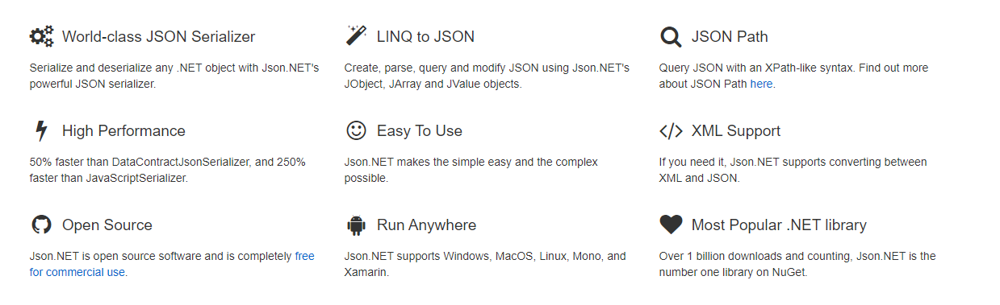 World-class JSON Serializer
Serialize and deserialize any .NET object with Json.NET's
powerful JSON serializer.
LINQ to JSON
Create, parse, query and modify JSON using Json.NET's
JObject, JArray and JValue objects.
JSON Path
Query JSON with an XPath-like syntax. Find out more
about JSON Path here.
High Performance
50% faster than DataContractJsonSerializer, and 250%
faster than JavaScriptSerializer.
Easy To Use
Json.NET makes the simple easy and the complex
possible.
XML Support
If you need it, Json.NET supports converting between
XML and JSON.
Open Source
Json.NET is open source software and is completely free
for commercial use.
Run Anywhere
Json.NET supports Windows, MacOS, Linux, Mono, and
Xamarin.
Most Popular .NET library
Over 1 billion downloads and counting, Json.NET is the
number one library on NuGet.